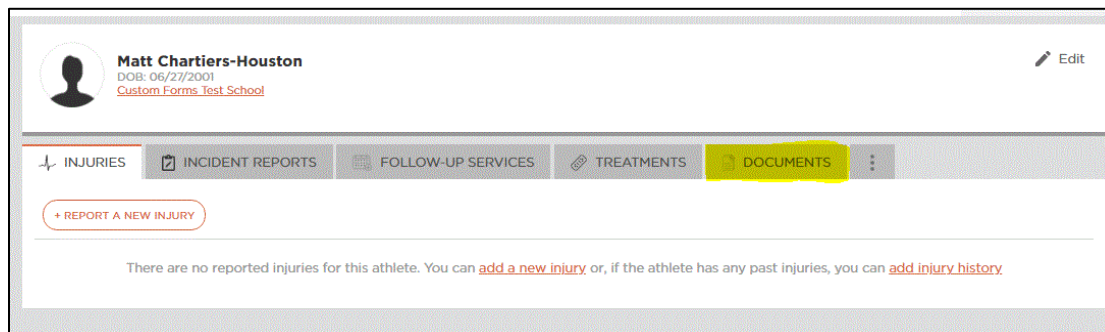 Matt Chartiers-Houston
Edit
DOB: 06/27/2001
Custom Forms Test School
INJURIES INCIDENT REPORTS FOLLOW-UP SERVICES TREATMENTS DOCUMENTS
+ REPORT A NEW INJURY
There are no reported injuries for this athlete. You can add a new injury or, if the athlete has any past injuries, you can add injury history